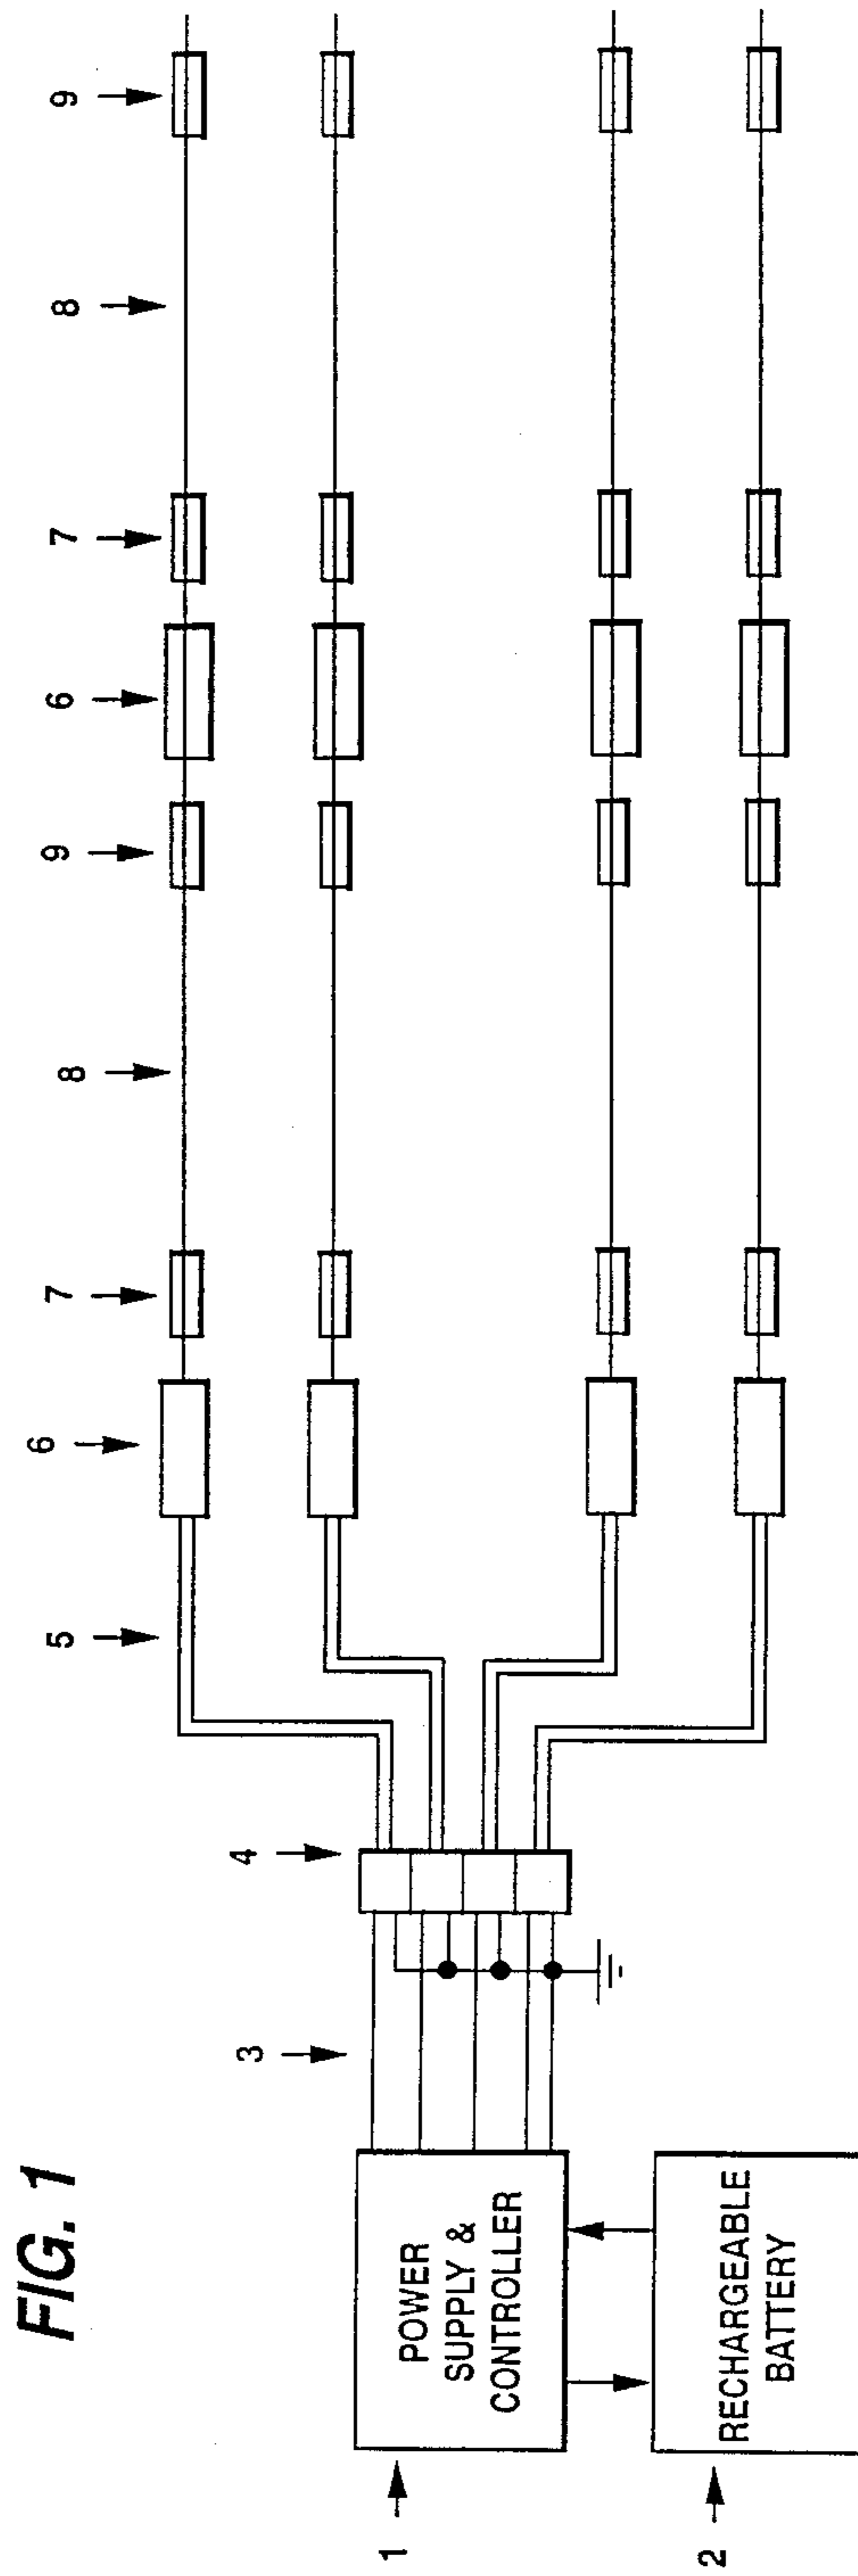 FIG. 1
1
POWER
SUPPLY &
CONTROLLER
2
RECHARGEABLE
BATTERY
3
4
5
6
7
8
9
6
7
8
9